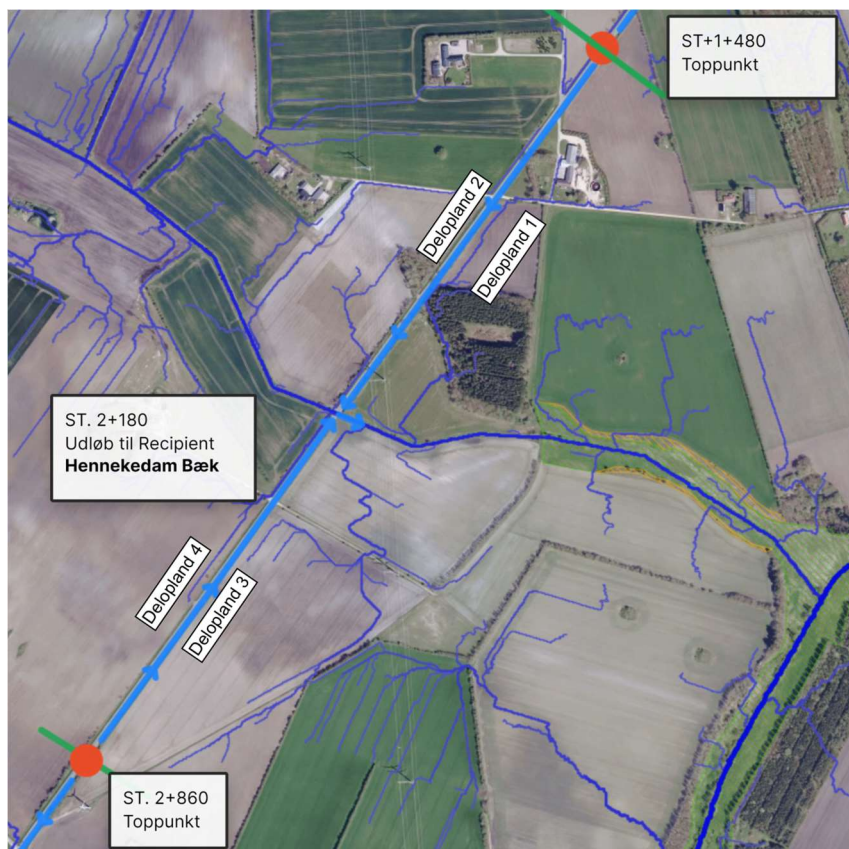 ST+1+480
Toppunkt
Delopland 2
Delopland 1
ST. 2+180
Udløb til Recipient
Hennekedam Bæk
Delopland 4
Delopland 3
ST. 2+860
Toppunkt